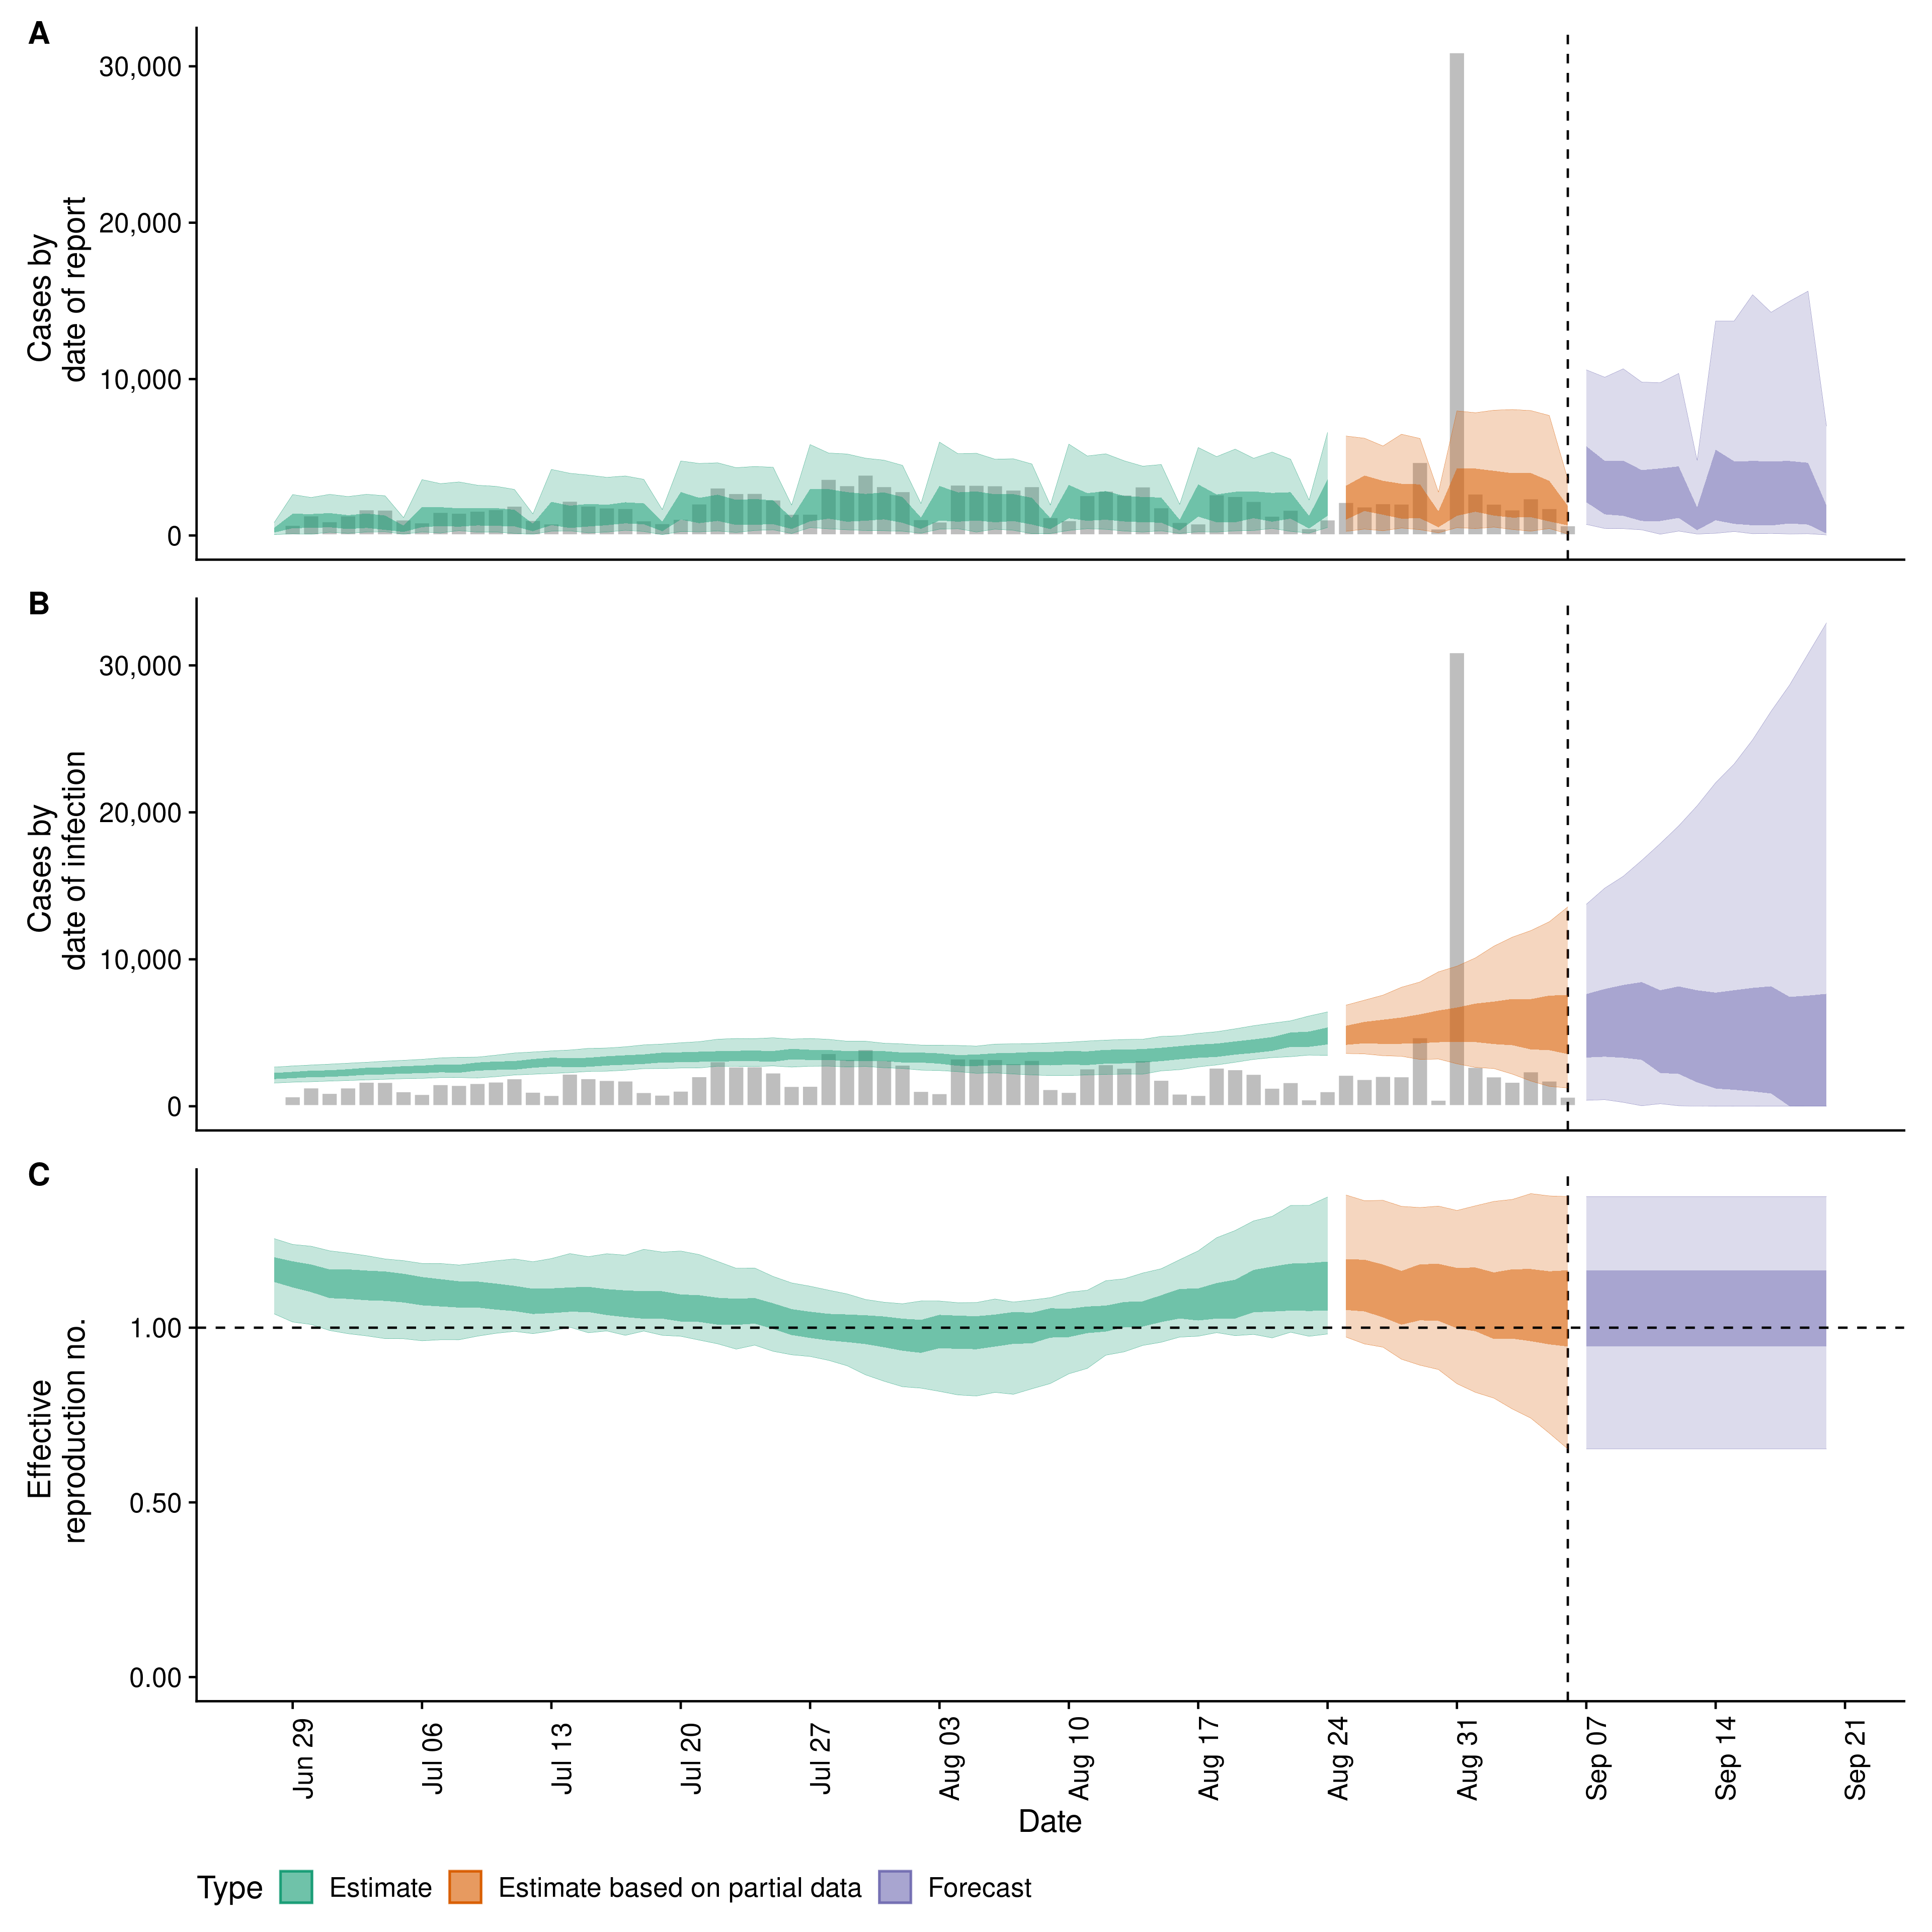 A
30,000
20,000
10,000
0
Cases by
date of report
B
30,000
20,000
10,000
0
Cases by
date of infection
C
1.00
0.50
0.00
Effective
reproduction no.
Jun 29
Jul 06
Jul 13
Jul 20
Jul 27
Aug 03
Aug 10
Aug 17
Aug 24
Aug 31
Sep 07
Sep 14
Sep 21
Date
Type
Estimate
Estimate based on partial data
Forecast